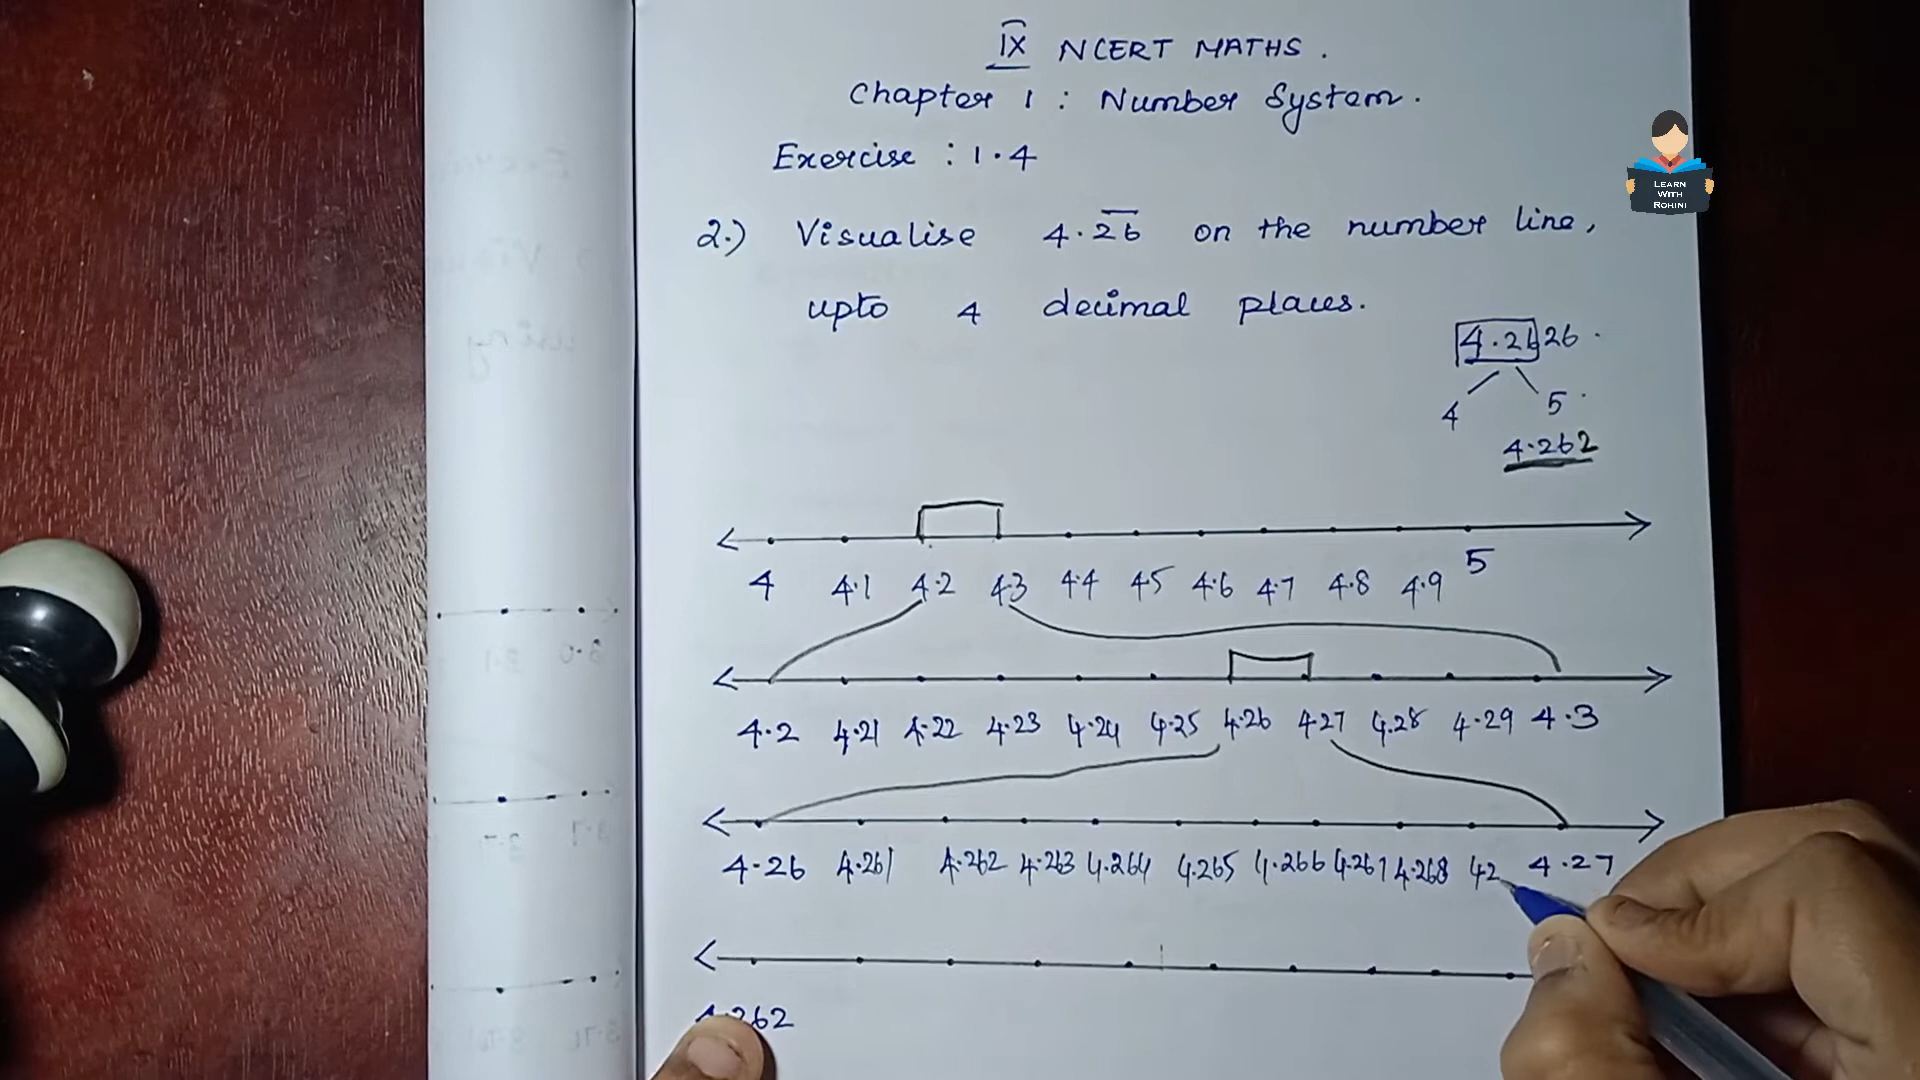 IX NCERT MATHS.
Chapter 1 : Number System.
Exercise : 1.4
LEARN
WITH
ROHINI
2.) Visualise 4.2̅6̅ on the number line,
upto 4 decimal places.
4.2626.
4 5.
4.262
4 4.1 4.2 4.3 4.4 4.5 4.6 4.7 4.8 4.9 5
4.2 4.21 4.22 4.23 4.24 4.25 4.26 4.27 4.28 4.29 4.3
4.26 4.261 4.262 4.263 4.264 4.265 4.266 4.267 4.268 4.2 4.27
4.262